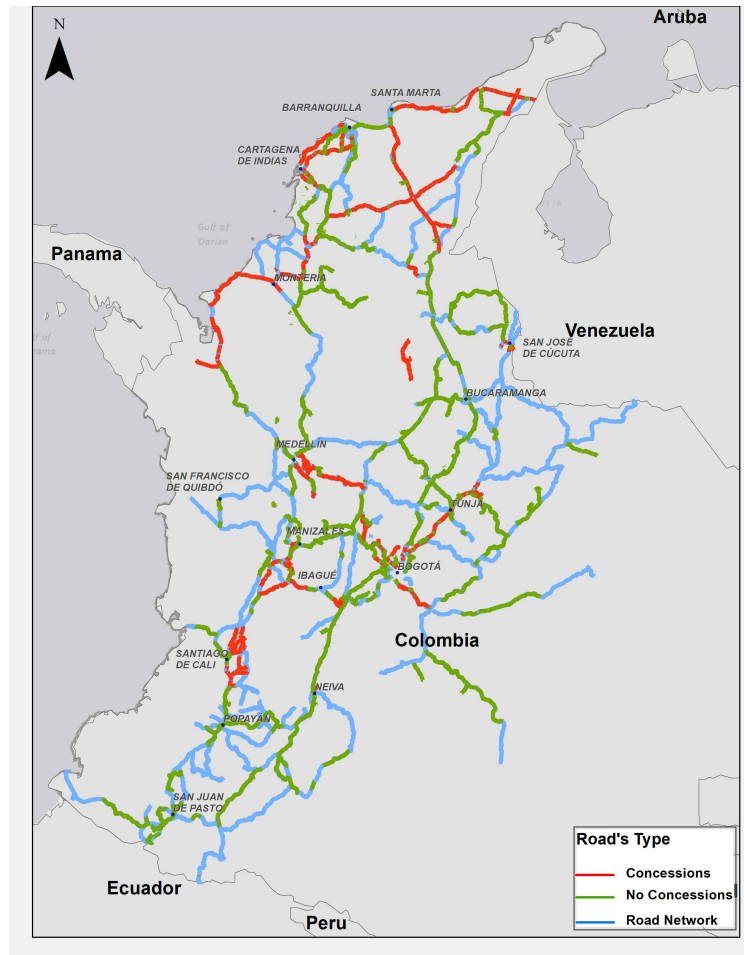 Aruba
N
SANTA MARTA
BARRANQUILLA
CARTAGENA
DE INDIAS
Gulf of
Darien
Panama
MONTERIA
Venezuela
SAN JOSÉ
DE CÚCUTA
BUCARAMANGA
MEDELLIN
SAN FRANCISCO
DE QUIBDÓ
TUNJA
MANIZALES
BOGOTÁ
IBAGUÉ
Colombia
SANTIAGO
DE CALI
NEIVA
POPAYÁN
SAN JUAN
DE PASTO
Ecuador
Peru
Road's Type
Concessions
No Concessions
Road Network